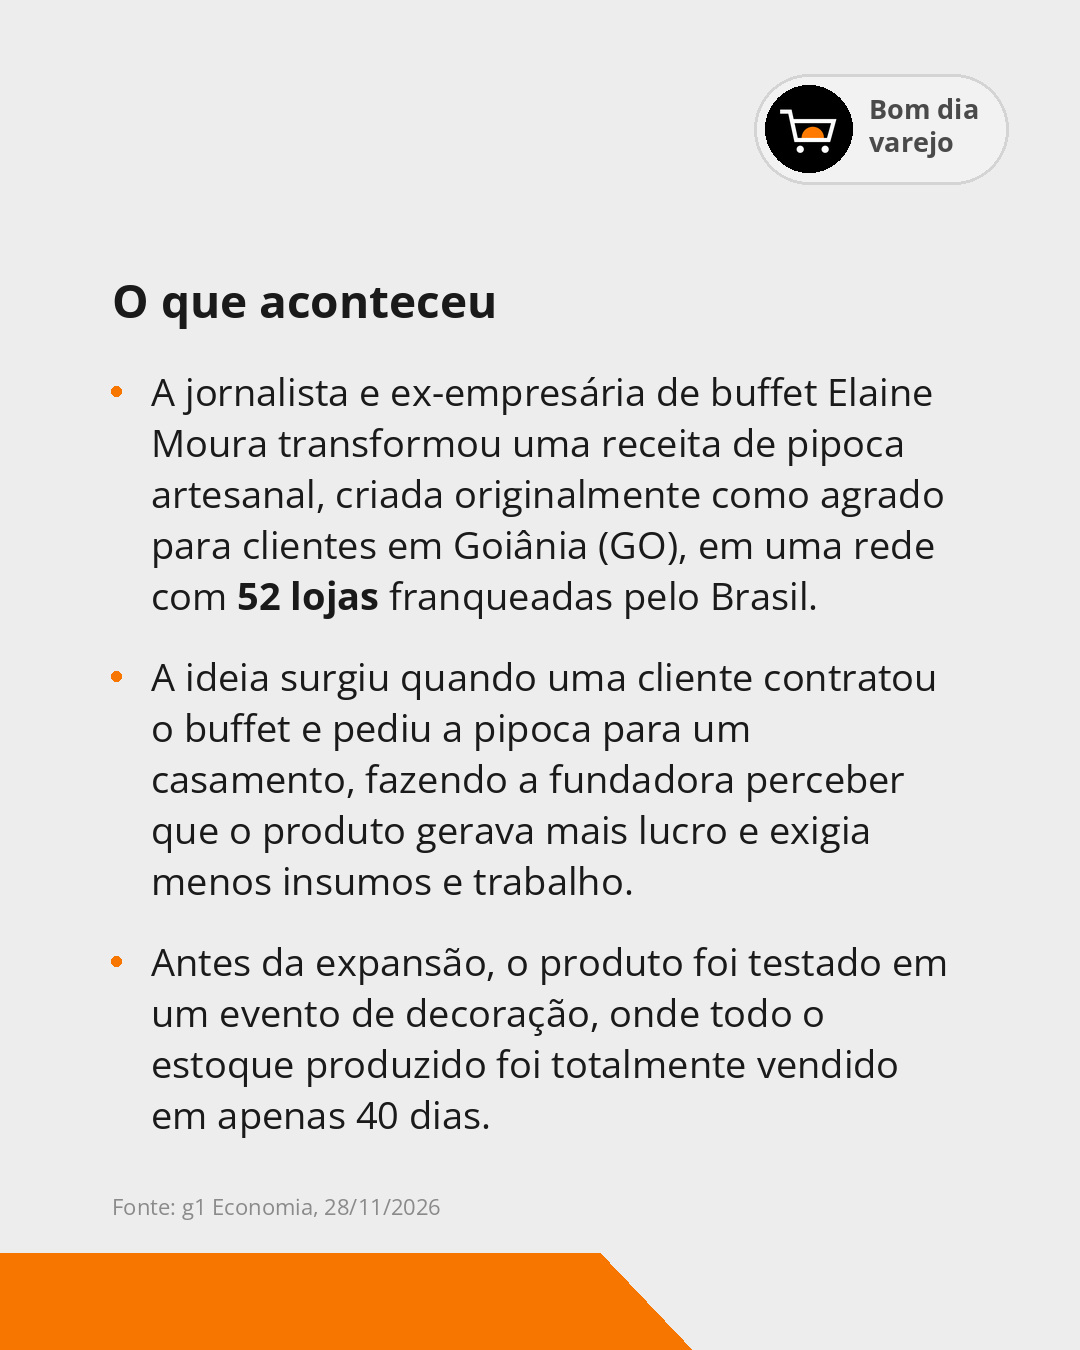 Bom dia
varejo
O que aconteceu
• A jornalista e ex-empresária de buffet Elaine
Moura transformou uma receita de pipoca
artesanal, criada originalmente como agrado
para clientes em Goiânia (GO), em uma rede
com 52 lojas franqueadas pelo Brasil.
• A ideia surgiu quando uma cliente contratou
o buffet e pediu a pipoca para um
casamento, fazendo a fundadora perceber
que o produto gerava mais lucro e exigia
menos insumos e trabalho.
• Antes da expansão, o produto foi testado em
um evento de decoração, onde todo o
estoque produzido foi totalmente vendido
em apenas 40 dias.
Fonte: g1 Economia, 28/11/2026